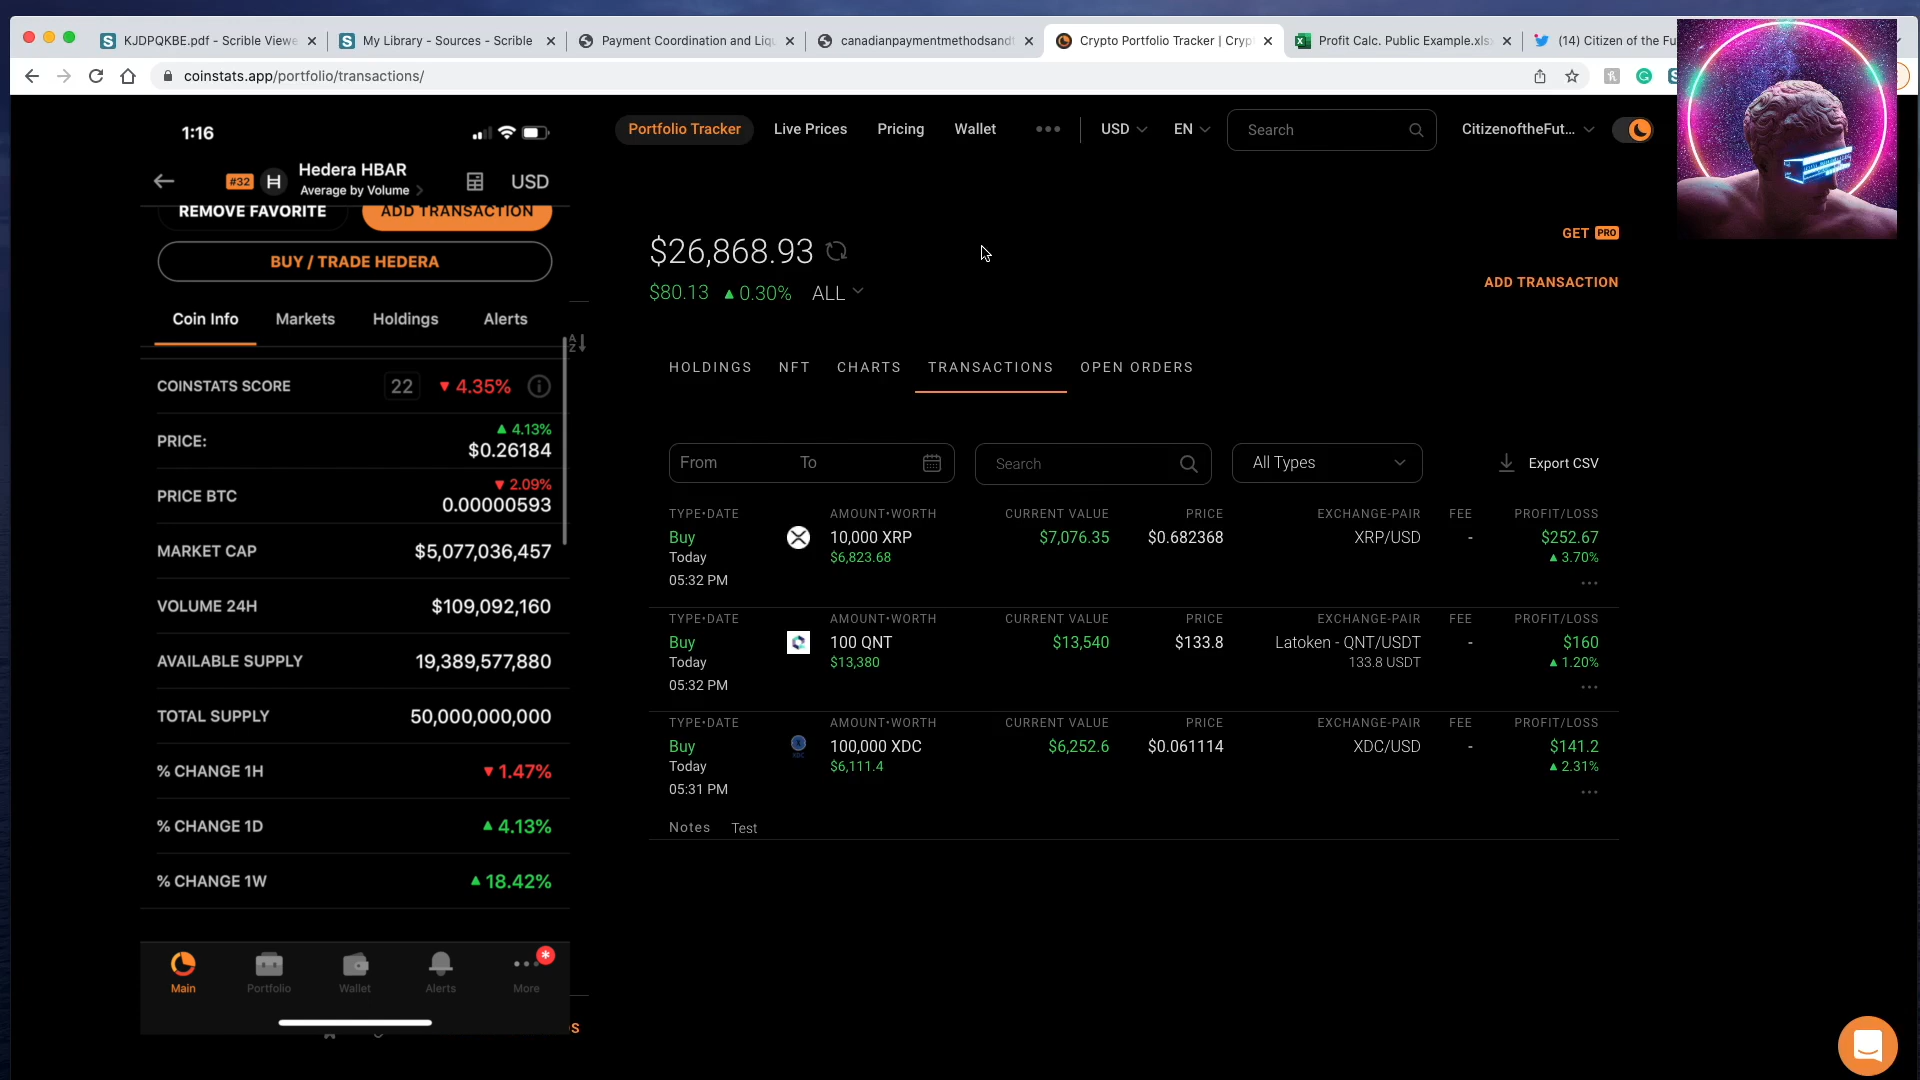 KJDPQKBE.pdf - Scrible Viewe
My Library - Sources - Scrible
Payment Coordination and Liq
canadianpaymentmethodsandt
Crypto Portfolio Tracker | Cryp
Profit Calc. Public Example.xls
(14) Citizen of the Fu
coinstats.app/portfolio/transactions/
1:16
#32
Hedera HBAR
Average by Volume
USD
REMOVE FAVORITE
ADD TRANSACTION
BUY / TRADE HEDERA
Coin Info
Markets
Holdings
Alerts
COINSTATS SCORE 22 ▼ 4.35%
PRICE: ▲ 4.13%
$0.26184
PRICE BTC ▼ 2.09%
0.00000593
MARKET CAP $5,077,036,457
VOLUME 24H $109,092,160
AVAILABLE SUPPLY 19,389,577,880
TOTAL SUPPLY 50,000,000,000
% CHANGE 1H ▼ 1.47%
% CHANGE 1D ▲ 4.13%
% CHANGE 1W ▲ 18.42%
Main Portfolio Wallet Alerts More
Portfolio Tracker Live Prices Pricing Wallet USD EN Search CitizenoftheFut...
$26,868.93
GET PRO
$80.13 ▲ 0.30% ALL
ADD TRANSACTION
HOLDINGS NFT CHARTS TRANSACTIONS OPEN ORDERS
From To Search All Types Export CSV
TYPE•DATE AMOUNT•WORTH CURRENT VALUE PRICE EXCHANGE-PAIR FEE PROFIT/LOSS
Buy 10,000 XRP $7,076.35 $0.682368 XRP/USD - $252.67
Today $6,823.68 ▲ 3.70%
05:32 PM
TYPE•DATE AMOUNT•WORTH CURRENT VALUE PRICE EXCHANGE-PAIR FEE PROFIT/LOSS
Buy 100 QNT $13,540 $133.8 Latoken - QNT/USDT - $160
Today $13,380 133.8 USDT ▲ 1.20%
05:32 PM
TYPE•DATE AMOUNT•WORTH CURRENT VALUE PRICE EXCHANGE-PAIR FEE PROFIT/LOSS
Buy 100,000 XDC $6,252.6 $0.061114 XDC/USD - $141.2
Today $6,111.4 ▲ 2.31%
05:31 PM
Notes Test